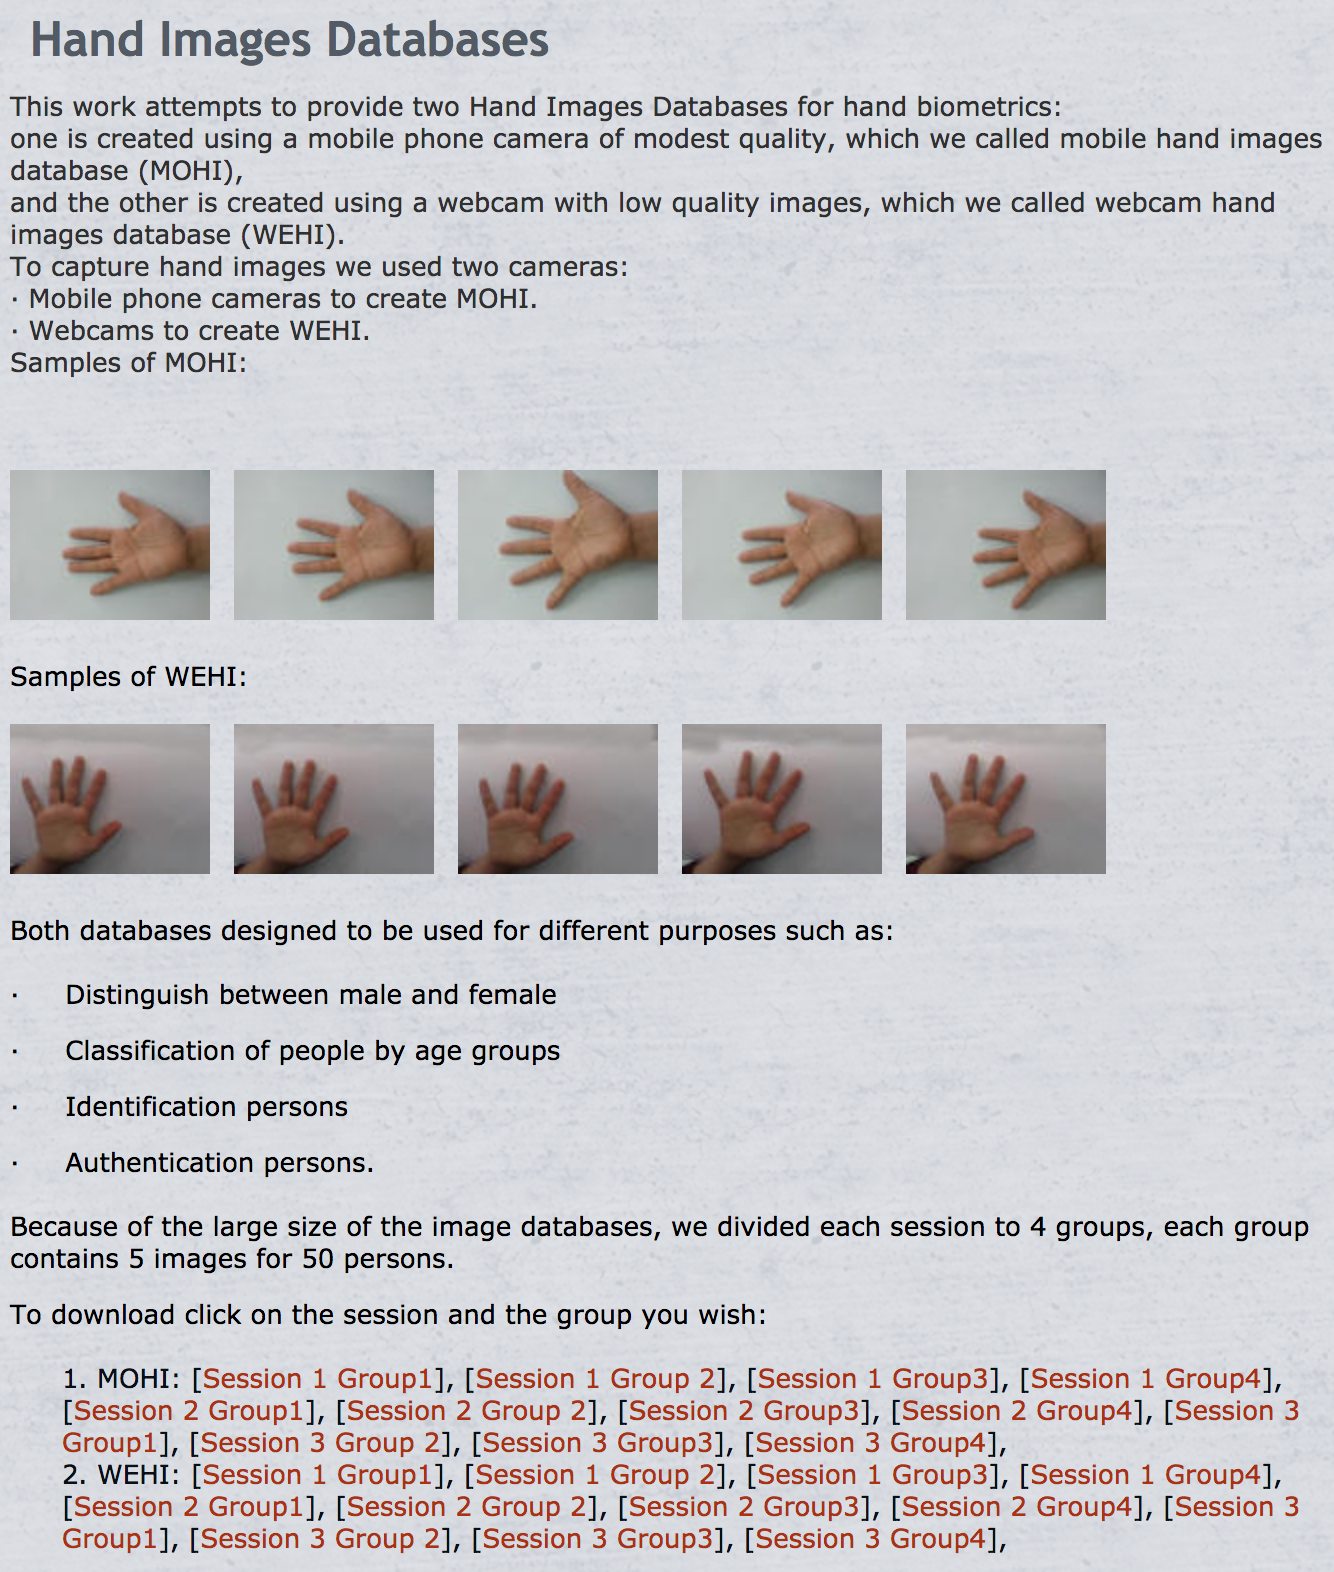 Hand Images Databases
This work attempts to provide two Hand Images Databases for hand biometrics:
one is created using a mobile phone camera of modest quality, which we called mobile hand images
database (MOHI),
and the other is created using a webcam with low quality images, which we called webcam hand
images database (WEHI).
To capture hand images we used two cameras:
· Mobile phone cameras to create MOHI.
· Webcams to create WEHI.
Samples of MOHI:
Samples of WEHI:
Both databases designed to be used for different purposes such as:
· Distinguish between male and female
· Classification of people by age groups
· Identification persons
· Authentication persons.
Because of the large size of the image databases, we divided each session to 4 groups, each group
contains 5 images for 50 persons.
To download click on the session and the group you wish:
1. MOHI: [Session 1 Group1], [Session 1 Group 2], [Session 1 Group3], [Session 1 Group4],
[Session 2 Group1], [Session 2 Group 2], [Session 2 Group3], [Session 2 Group4], [Session 3
Group1], [Session 3 Group 2], [Session 3 Group3], [Session 3 Group4],
2. WEHI: [Session 1 Group1], [Session 1 Group 2], [Session 1 Group3], [Session 1 Group4],
[Session 2 Group1], [Session 2 Group 2], [Session 2 Group3], [Session 2 Group4], [Session 3
Group1], [Session 3 Group 2], [Session 3 Group3], [Session 3 Group4],